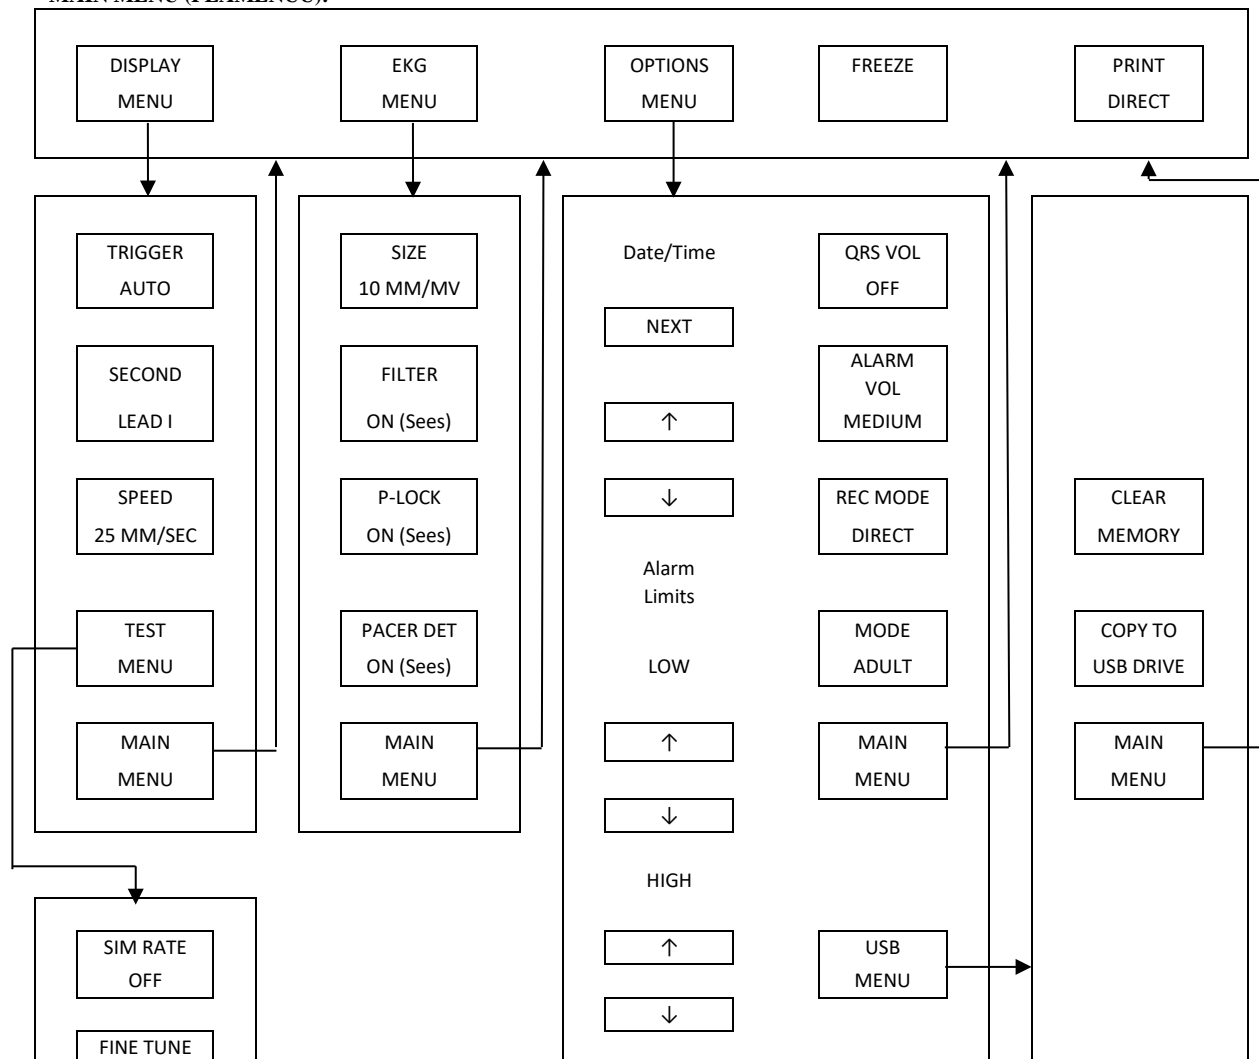 DISPLAY
MENU
EKG
MENU
OPTIONS
MENU
FREEZE
PRINT
DIRECT
TRIGGER
AUTO
SECOND
LEAD I
SPEED
25 MM/SEC
TEST
MENU
MAIN
MENU
SIZE
10 MM/MV
FILTER
ON (Sees)
P-LOCK
ON (Sees)
PACER DET
ON (Sees)
MAIN
MENU
Date/Time
NEXT
↑
↓
Alarm
Limits
LOW
↑
↓
HIGH
↑
↓
QRS VOL
OFF
ALARM
VOL
MEDIUM
REC MODE
DIRECT
MODE
ADULT
MAIN
MENU
USB
MENU
CLEAR
MEMORY
COPY TO
USB DRIVE
MAIN
MENU
SIM RATE
OFF
FINE TUNE